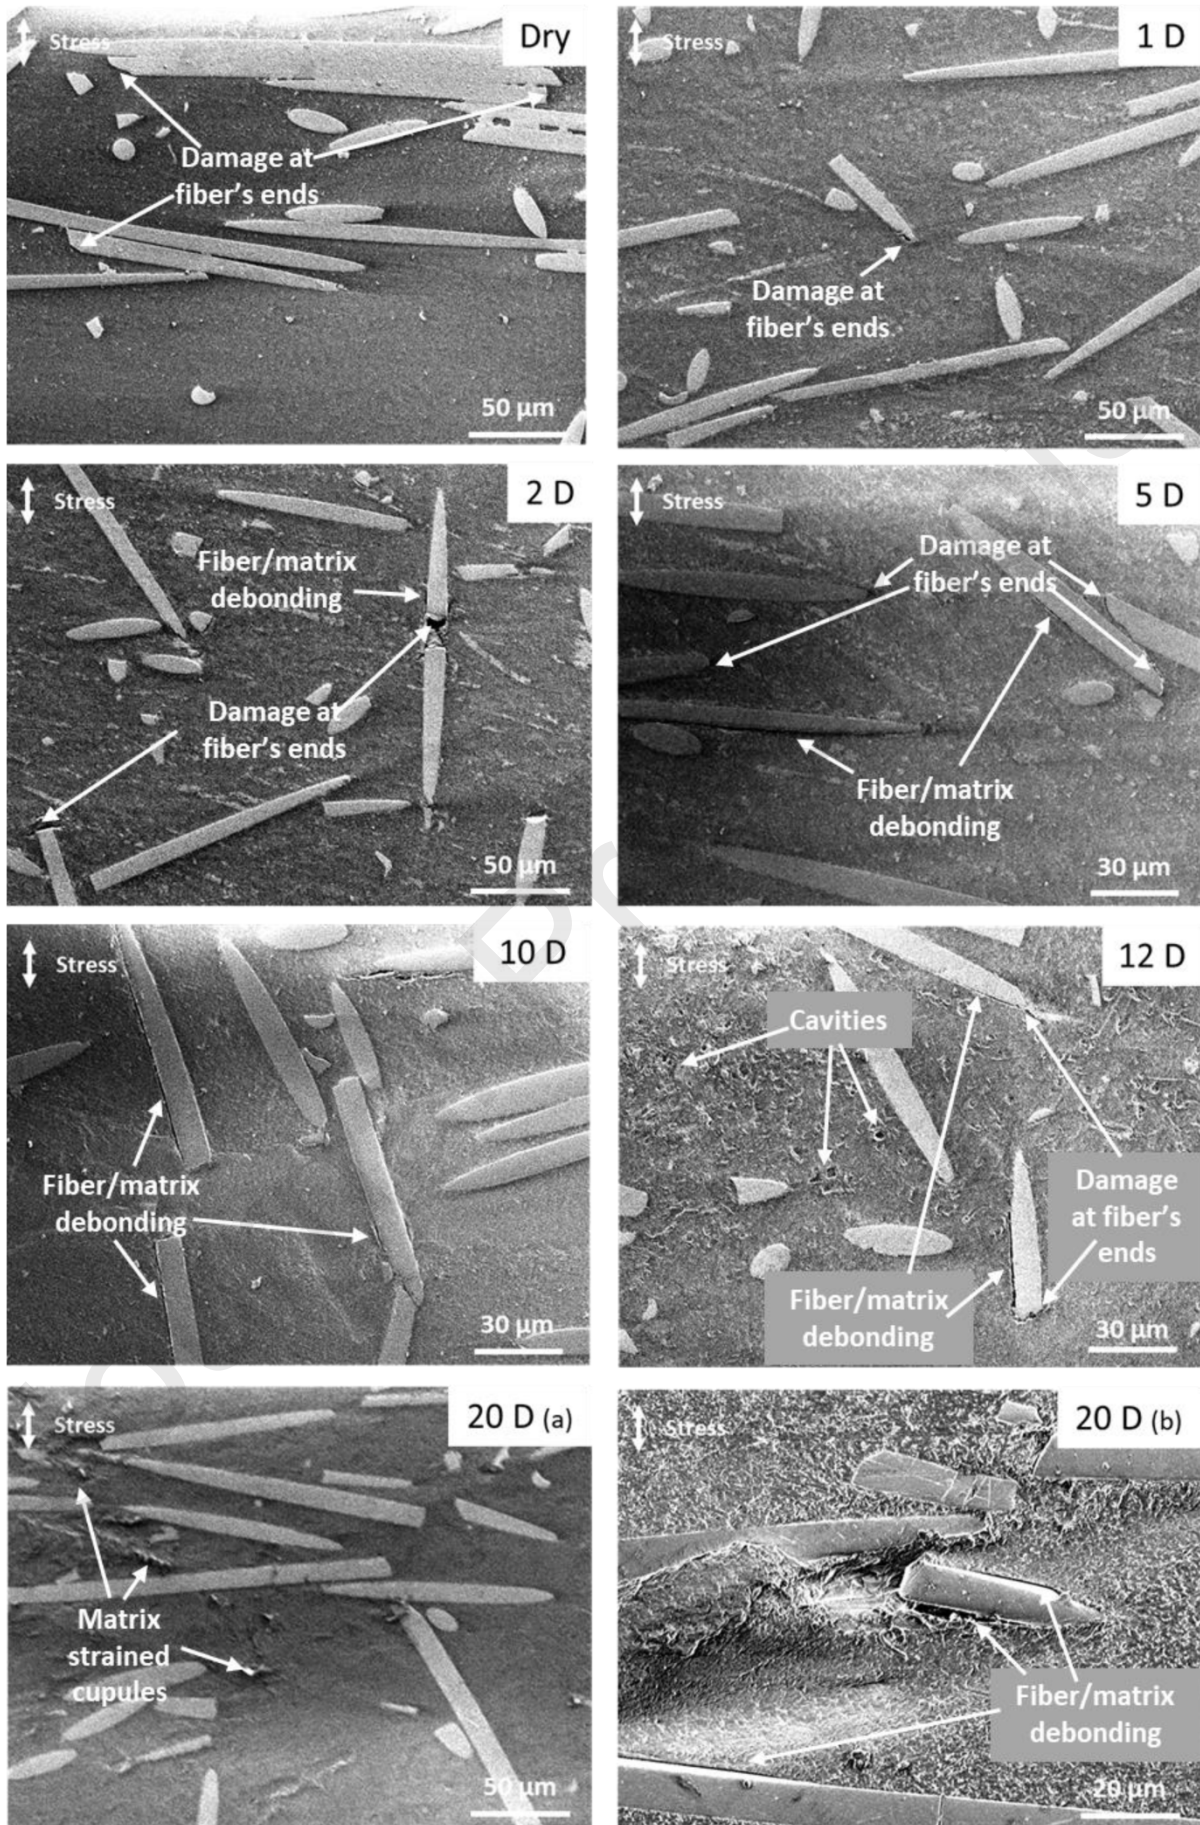 Stress
Dry
Damage at
fiber's ends
50 µm
Stress
1 D
Damage at
fiber's ends
50 µm
Stress
2 D
Fiber/matrix
debonding
Damage at
fiber's ends
50 µm
Stress
5 D
Damage at
fiber's ends
Fiber/matrix
debonding
30 µm
Stress
10 D
Fiber/matrix
debonding
30 µm
Stress
12 D
Cavities
Damage
at fiber's
ends
Fiber/matrix
debonding
30 µm
Stress
20 D (a)
Matrix
strained
cupules
50 µm
Stress
20 D (b)
Fiber/matrix
debonding
20 µm